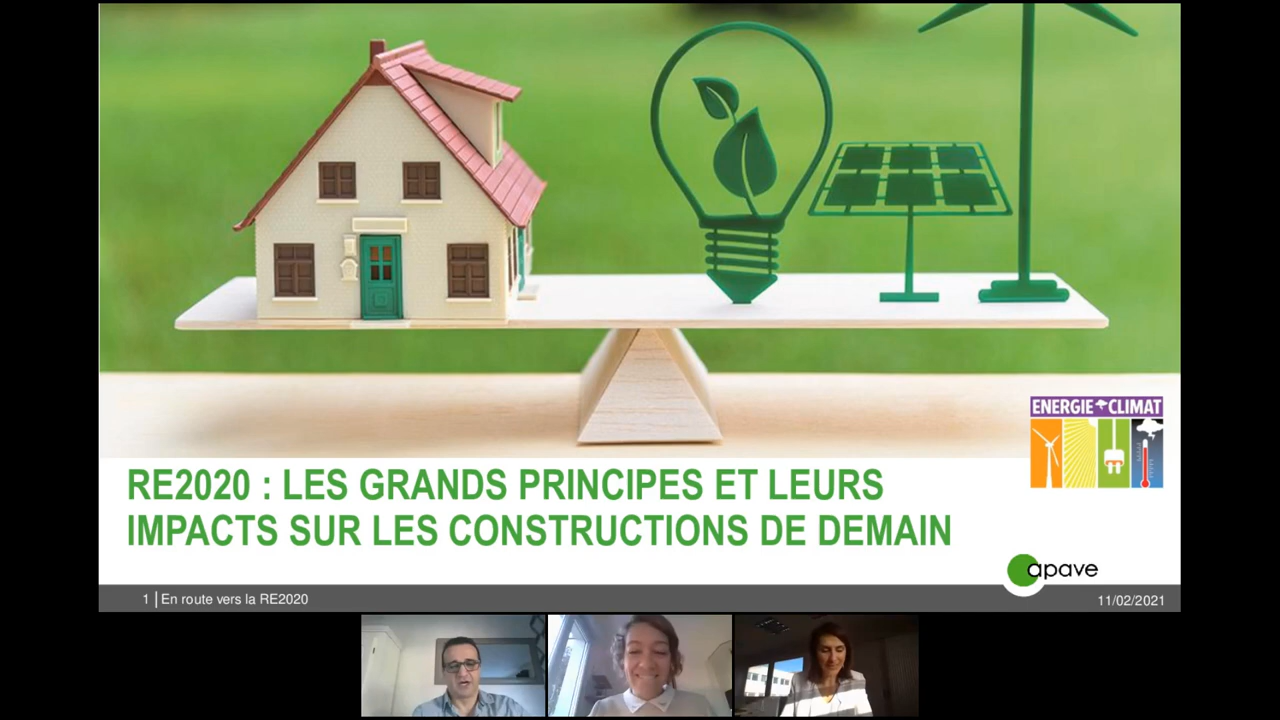 ENERGIE CLIMAT
RE2020 : LES GRANDS PRINCIPES ET LEURS
IMPACTS SUR LES CONSTRUCTIONS DE DEMAIN
apave
1 | En route vers la RE2020
11/02/2021